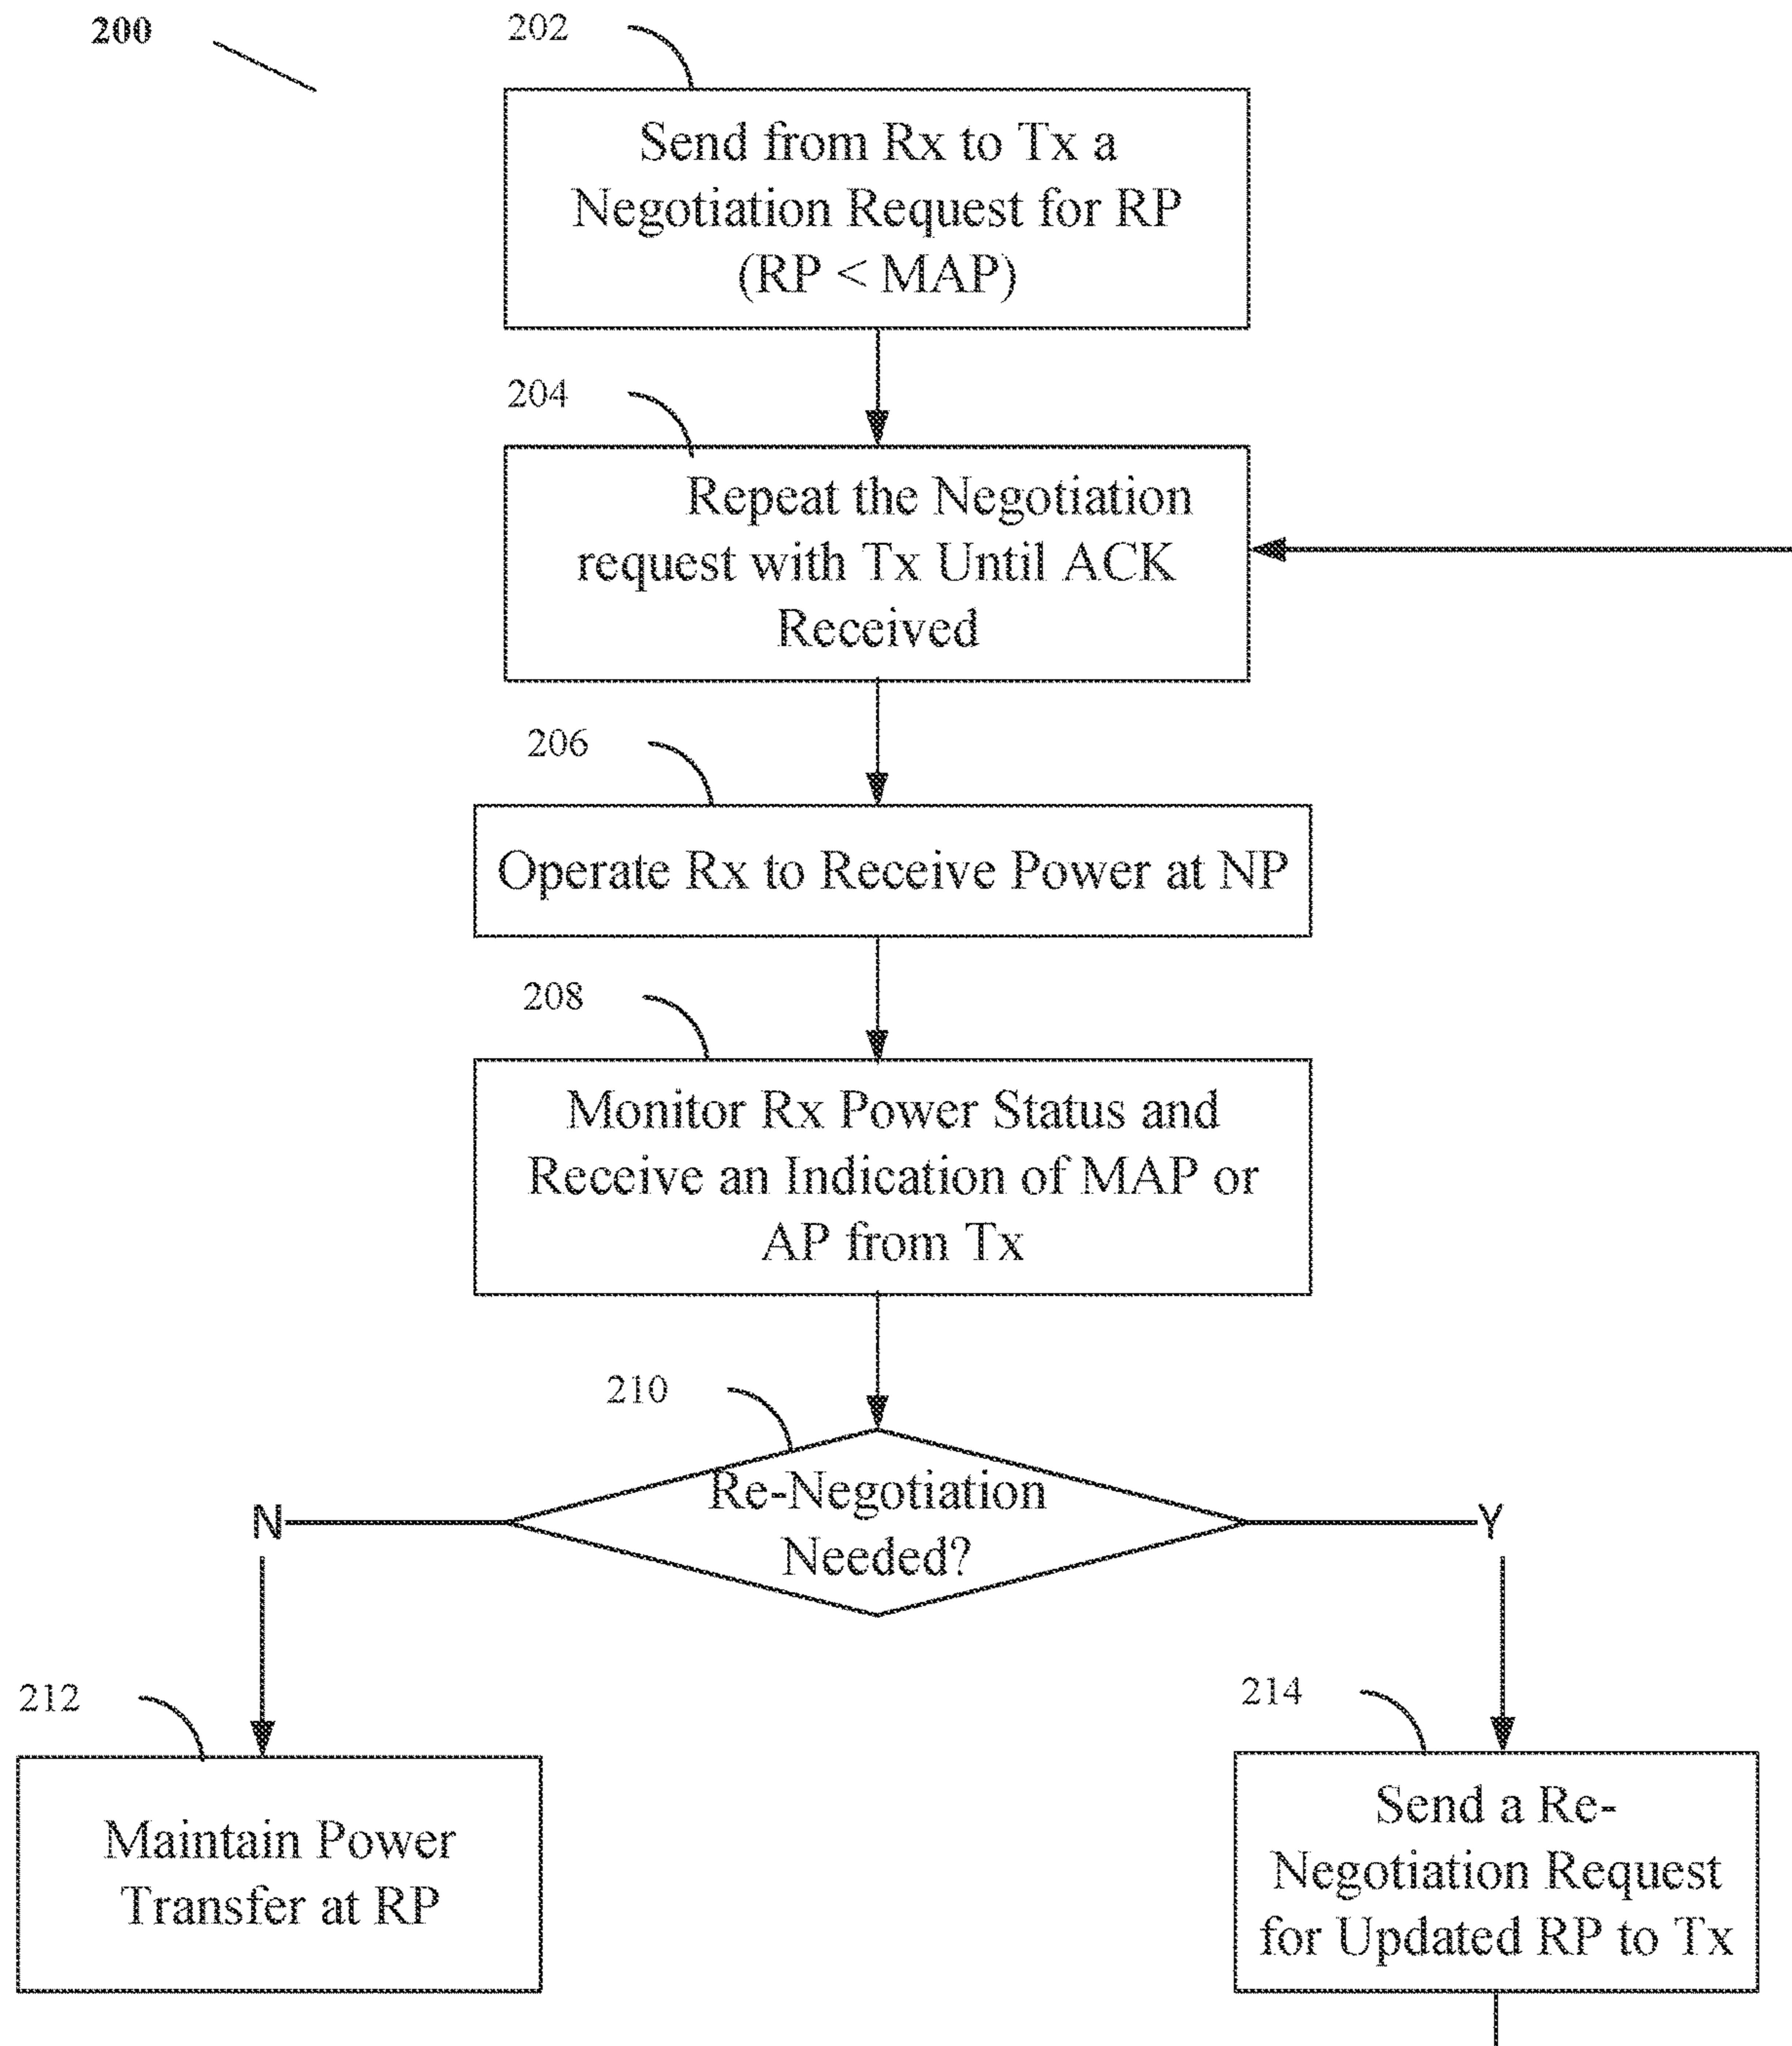 200
202
Send from Rx to Tx a
Negotiation Request for RP
(RP < MAP)
204
Repeat the Negotiation
request with Tx Until ACK
Received
206
Operate Rx to Receive Power at NP
208
Monitor Rx Power Status and
Receive an Indication of MAP or
AP from Tx
210
Re-Negotiation
Needed?
N
Y
212
Maintain Power
Transfer at RP
214
Send a Re-
Negotiation Request
for Updated RP to Tx